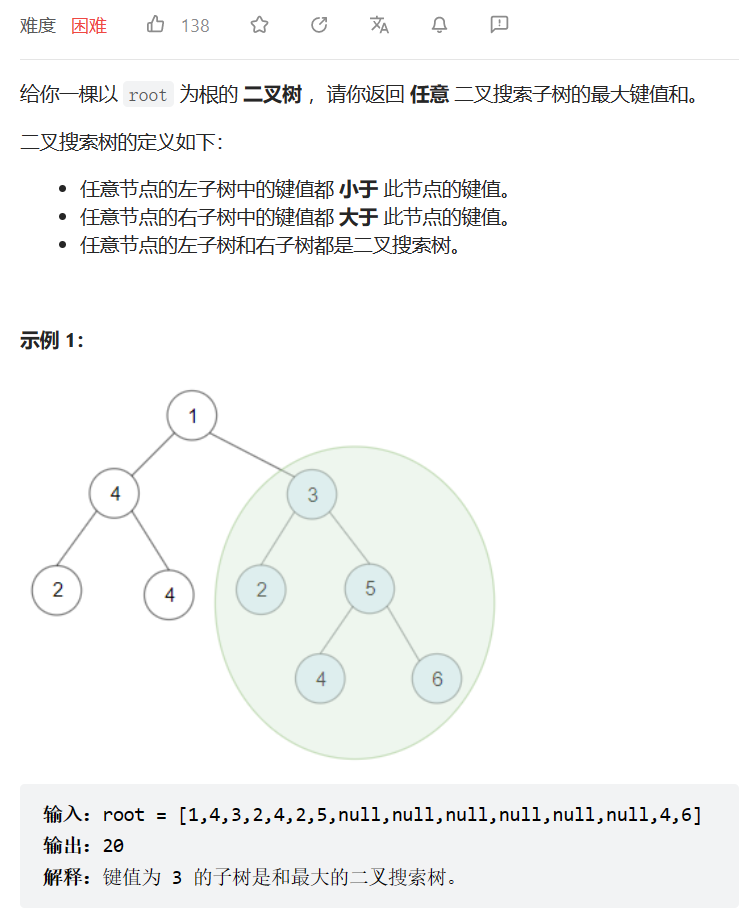 难度 困难 138
给你一棵以 root 为根的 二叉树 ，请你返回 任意 二叉搜索子树的最大键值和。
二叉搜索树的定义如下：
任意节点的左子树中的键值都 小于 此节点的键值。
任意节点的右子树中的键值都 大于 此节点的键值。
任意节点的左子树和右子树都是二叉搜索树。
示例 1：
1
4 3
2 4 2 5
4 6
输入：root = [1,4,3,2,4,2,5,null,null,null,null,null,null,4,6]
输出：20
解释：键值为 3 的子树是和最大的二叉搜索树。